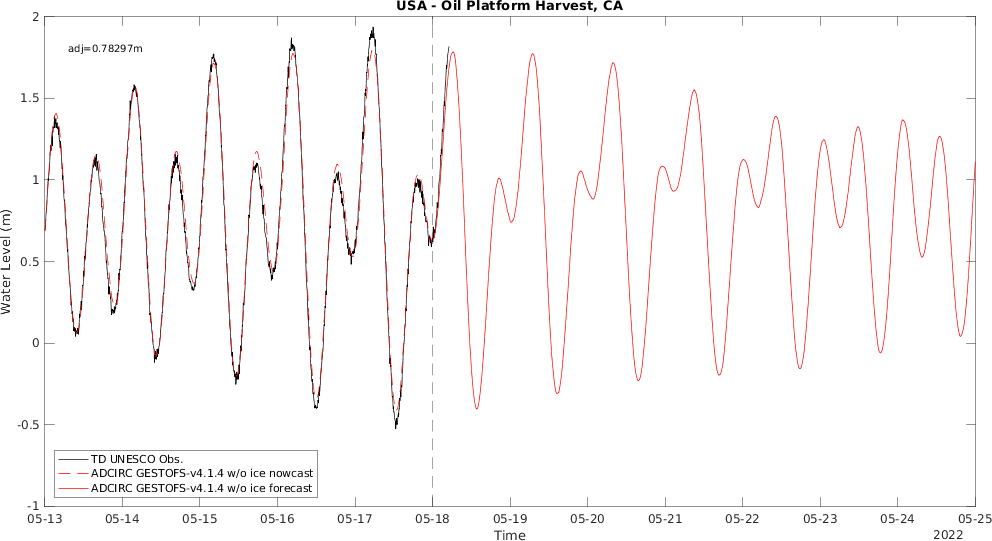 USA - Oil Platform Harvest, CA
adj=0.78297m
2
1.5
1
0.5
0
-0.5
-1
Water Level (m)
TD UNESCO Obs.
ADCIRC GESTOFS-v4.1.4 w/o ice nowcast
ADCIRC GESTOFS-v4.1.4 w/o ice forecast
05-13 05-14 05-15 05-16 05-17 05-18 05-19 05-20 05-21 05-22 05-23 05-24 05-25
Time
2022